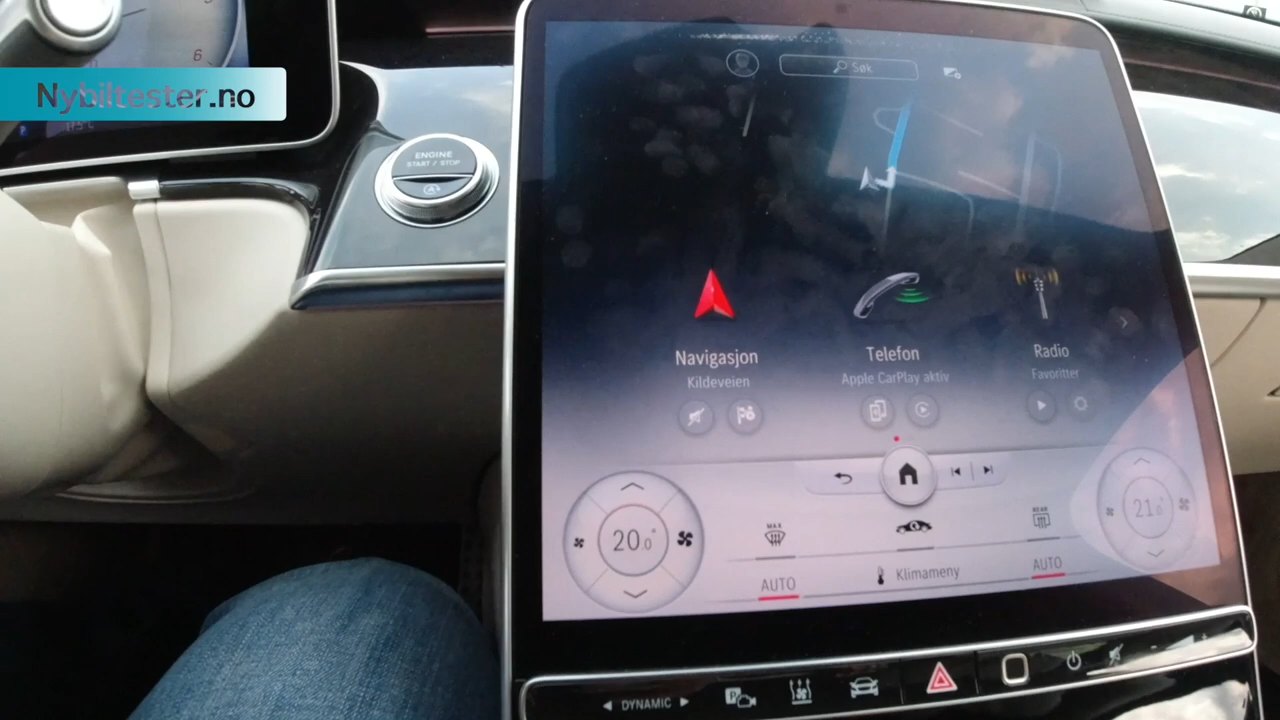 6
Nybiltester.no
ENGINE
START / STOP
Søk
Navigasjon
Kildeveien
Telefon
Apple CarPlay aktiv
Radio
Favoritter
20.0°
MAX
REAR
21.0°
AUTO
Klimameny
AUTO
DYNAMIC
P